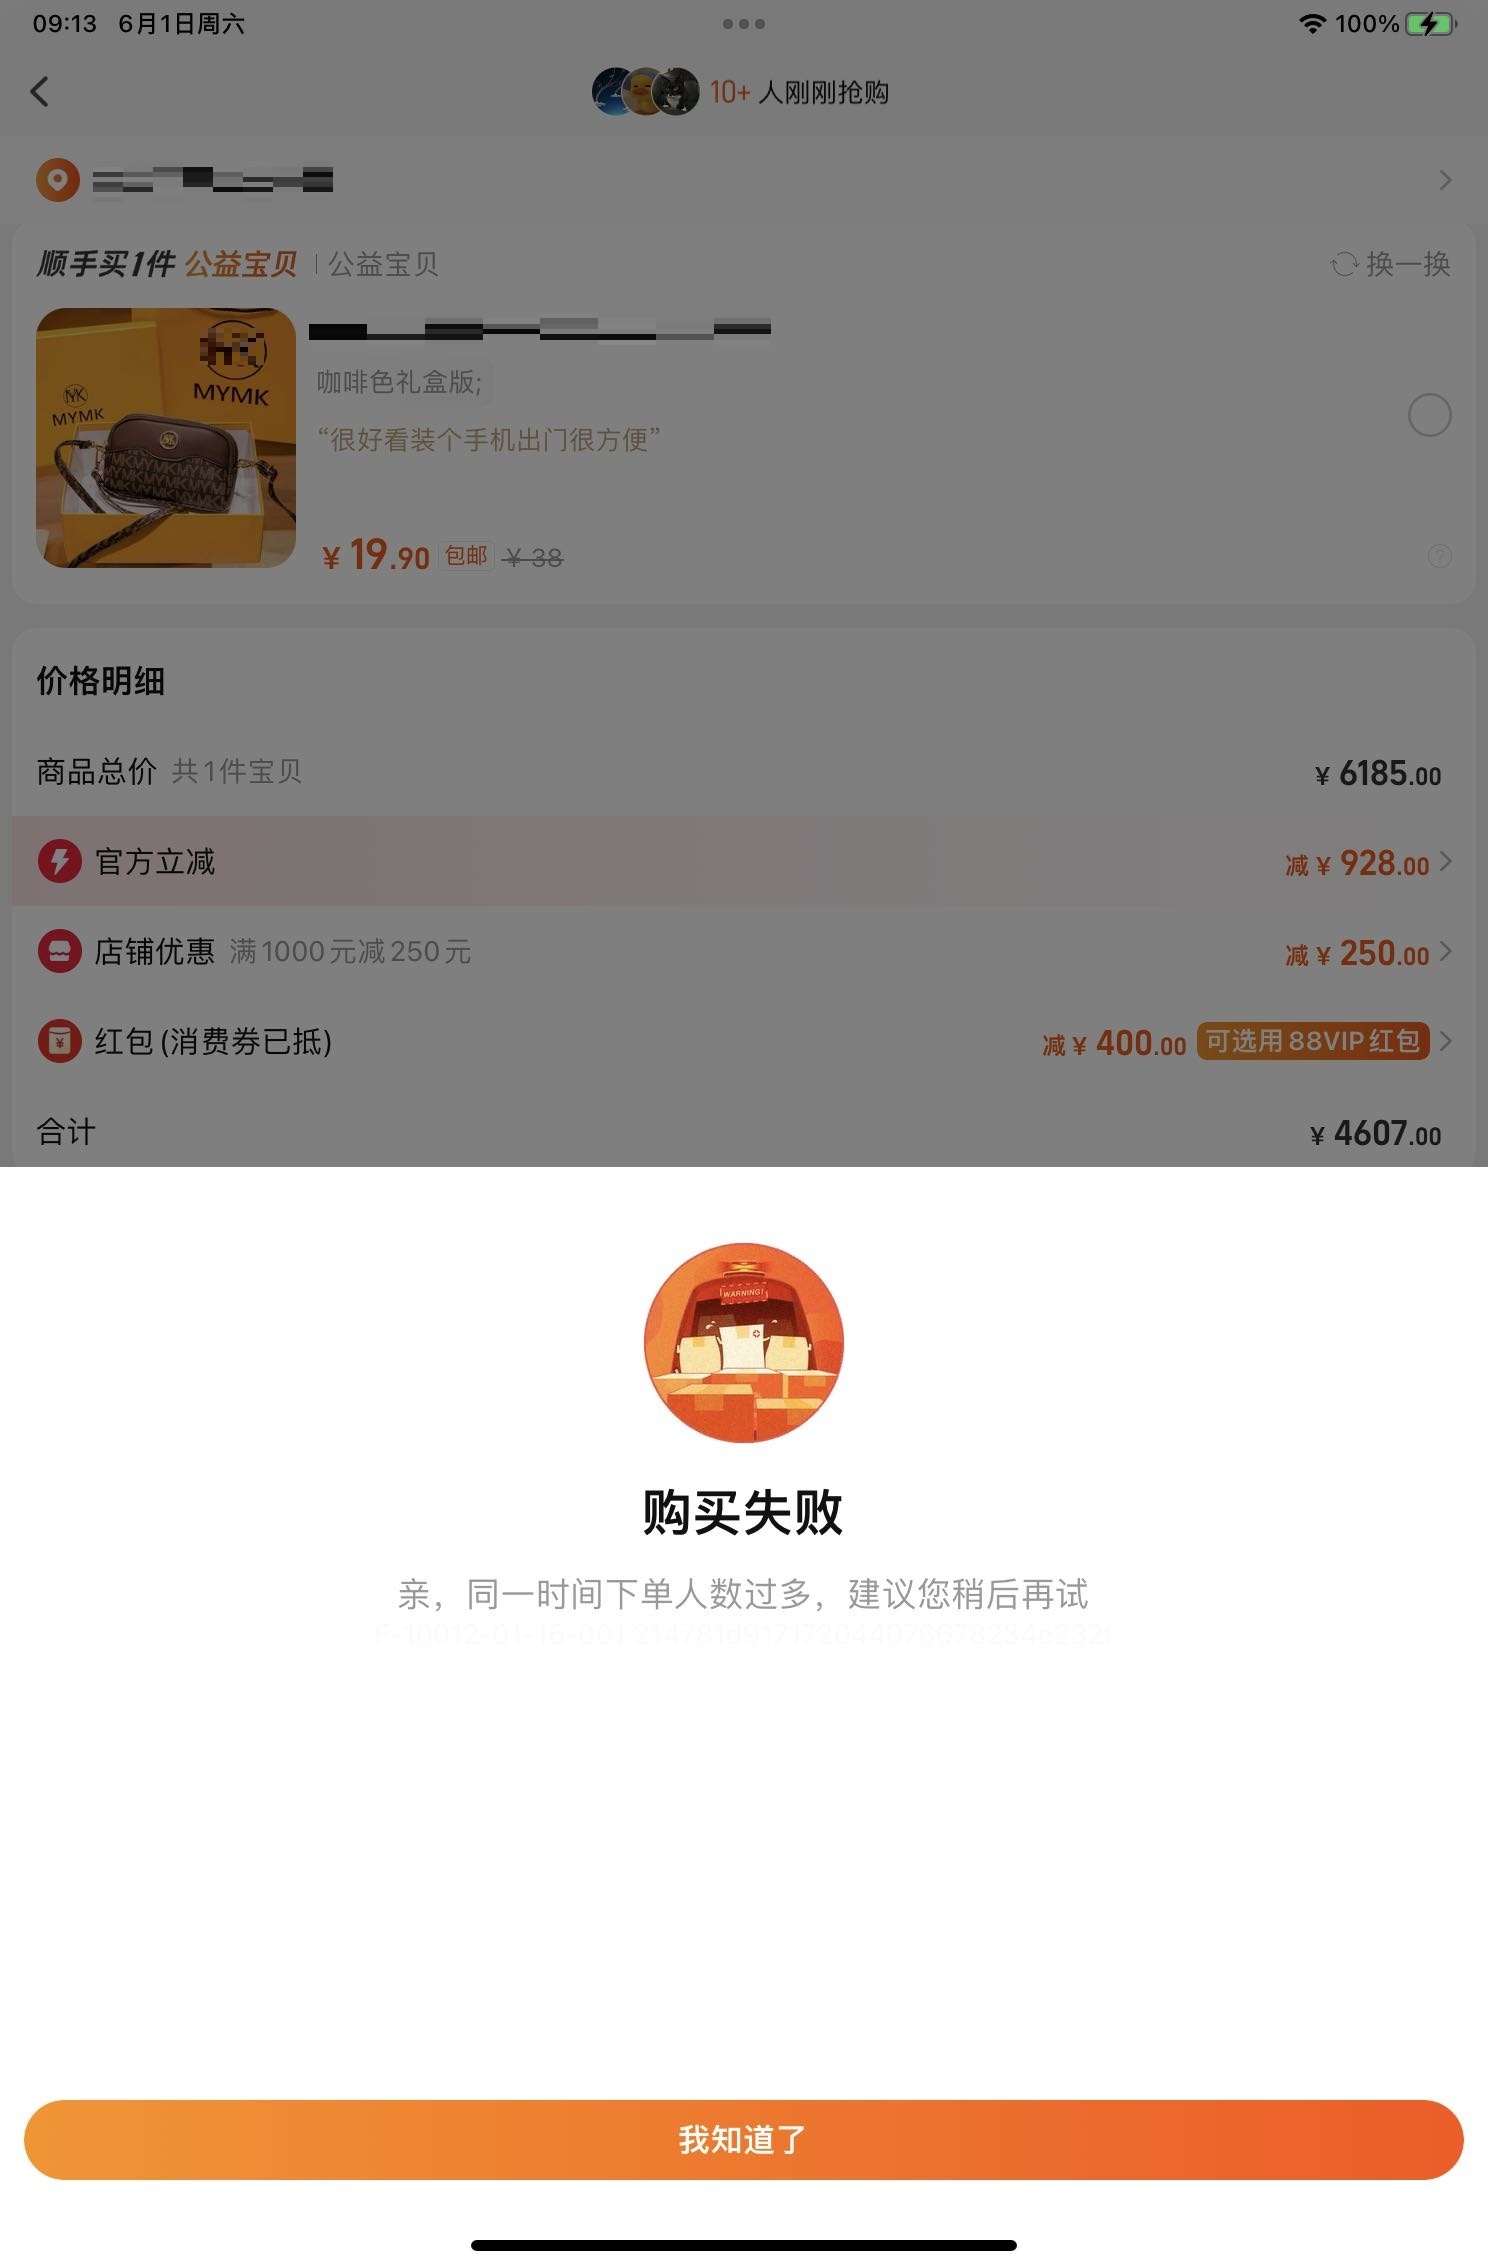 09:13 6月1日周六
100%
10+ 人刚刚抢购
顺手买1件 公益宝贝 | 公益宝贝
换一换
MYMK
MYMK
咖啡色礼盒版;
“很好看装个手机出门很方便”
¥ 19.90 包邮 ¥ 38
价格明细
商品总价 共1件宝贝 ¥ 6185.00
官方立减 减 ¥ 928.00
店铺优惠 满1000元减250元 减 ¥ 250.00
红包(消费券已抵) 减 ¥ 400.00 可选用88VIP红包
合计 ¥ 4607.00
WARNING!
购买失败
亲，同一时间下单人数过多，建议您稍后再试
我知道了